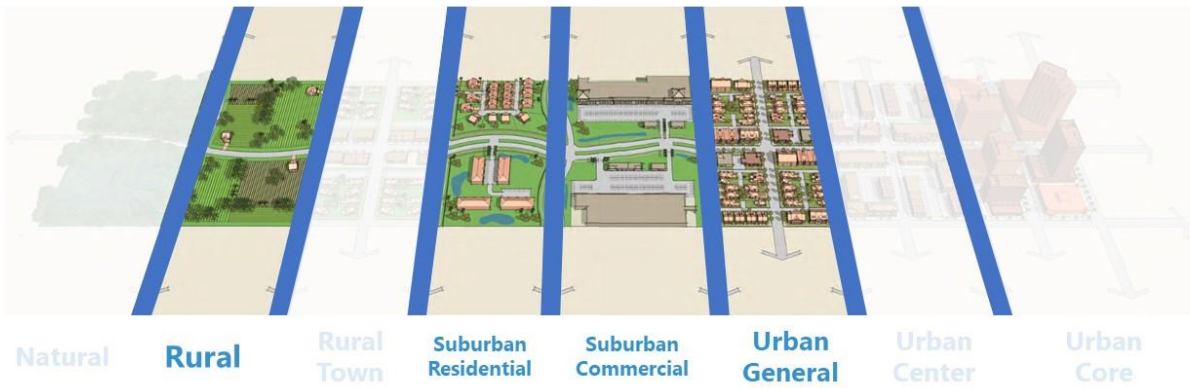 Natural
Rural
Rural
Town
Suburban
Residential
Suburban
Commercial
Urban
General
Urban
Center
Urban
Core